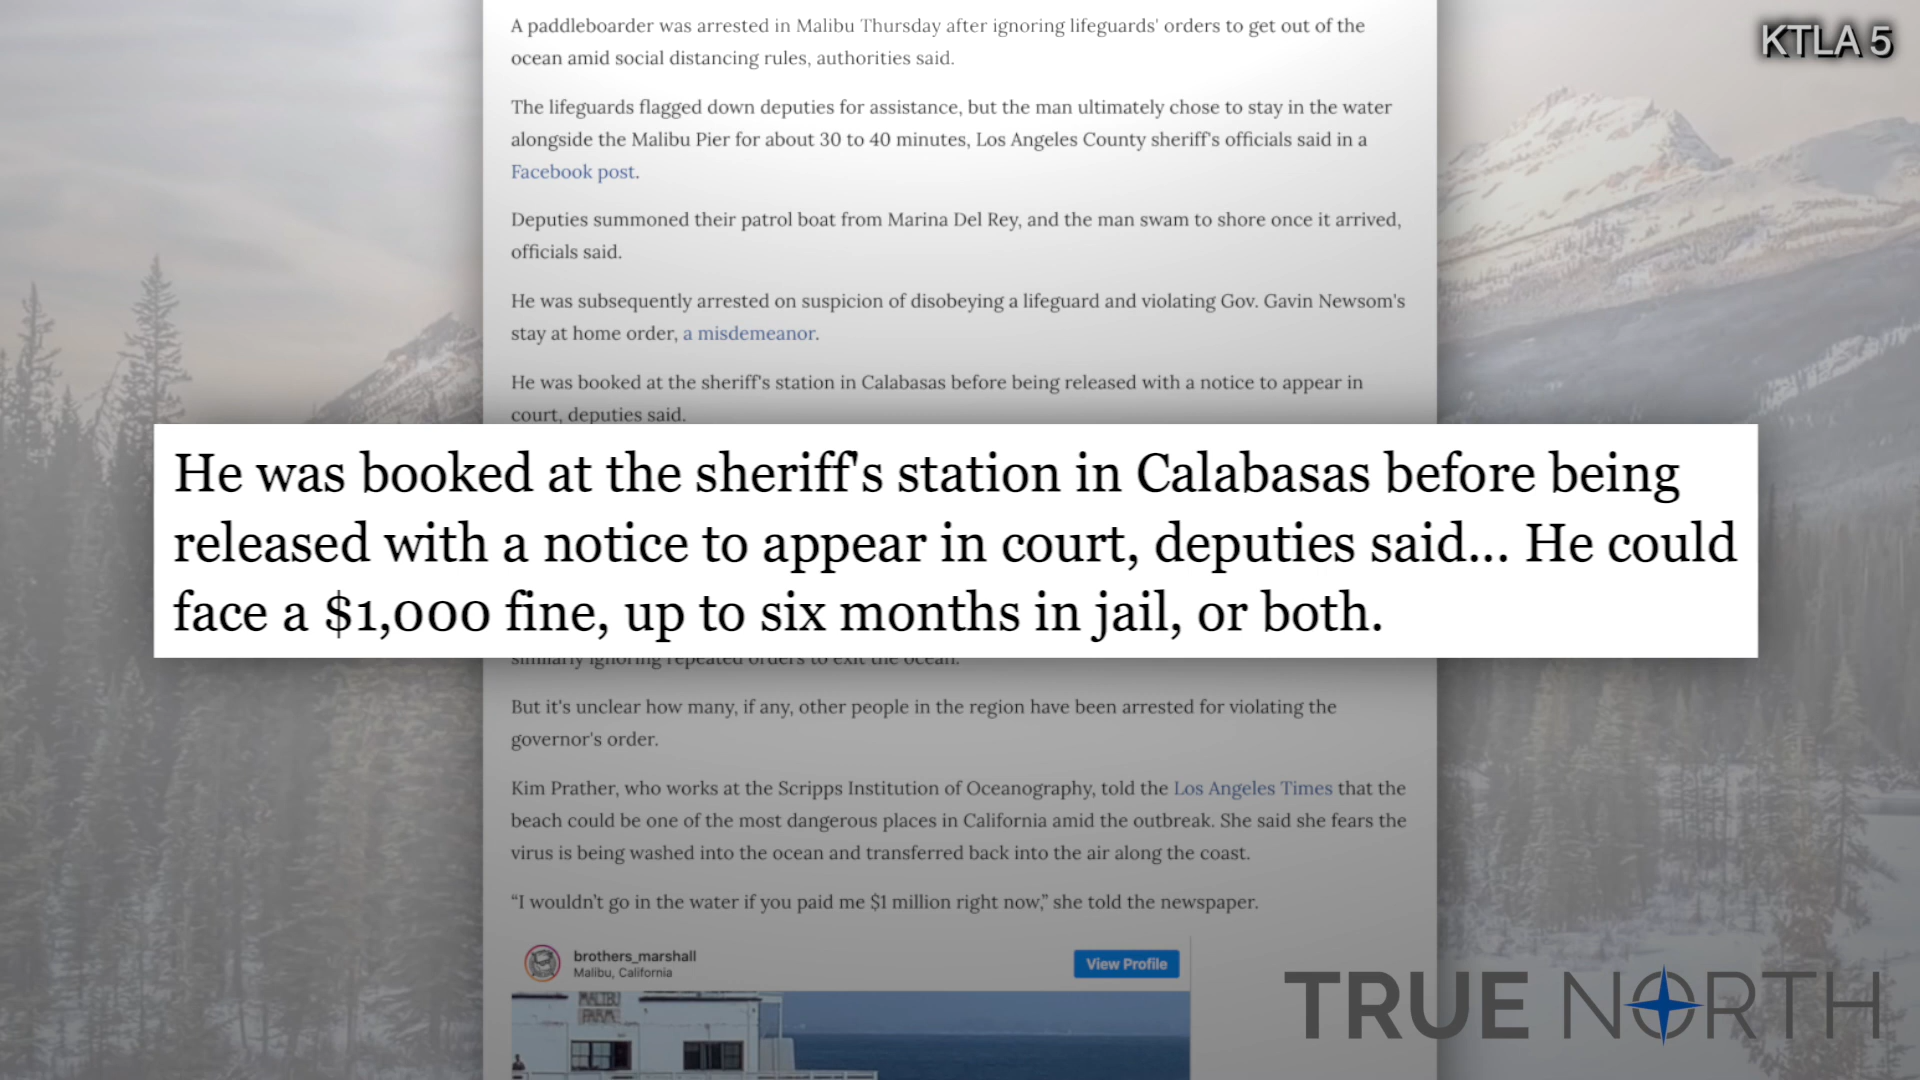 KTLA 5
A paddleboarder was arrested in Malibu Thursday after ignoring lifeguards' orders to get out of the
ocean amid social distancing rules, authorities said.
The lifeguards flagged down deputies for assistance, but the man ultimately chose to stay in the water
alongside the Malibu Pier for about 30 to 40 minutes, Los Angeles County sheriff's officials said in a
Facebook post.
Deputies summoned their patrol boat from Marina Del Rey, and the man swam to shore once it arrived,
officials said.
He was subsequently arrested on suspicion of disobeying a lifeguard and violating Gov. Gavin Newsom's
stay at home order, a misdemeanor.
He was booked at the sheriff's station in Calabasas before being released with a notice to appear in
court, deputies said.
He was booked at the sheriff's station in Calabasas before being
released with a notice to appear in court, deputies said... He could
face a $1,000 fine, up to six months in jail, or both.
similarly ignoring repeated orders to exit the ocean.
But it's unclear how many, if any, other people in the region have been arrested for violating the
governor's order.
Kim Prather, who works at the Scripps Institution of Oceanography, told the Los Angeles Times that the
beach could be one of the most dangerous places in California amid the outbreak. She said she fears the
virus is being washed into the ocean and transferred back into the air along the coast.
“I wouldn't go in the water if you paid me $1 million right now,” she told the newspaper.
brothers_marshall
Malibu, California
View Profile
MALIBU
FARM
TRUE NORTH